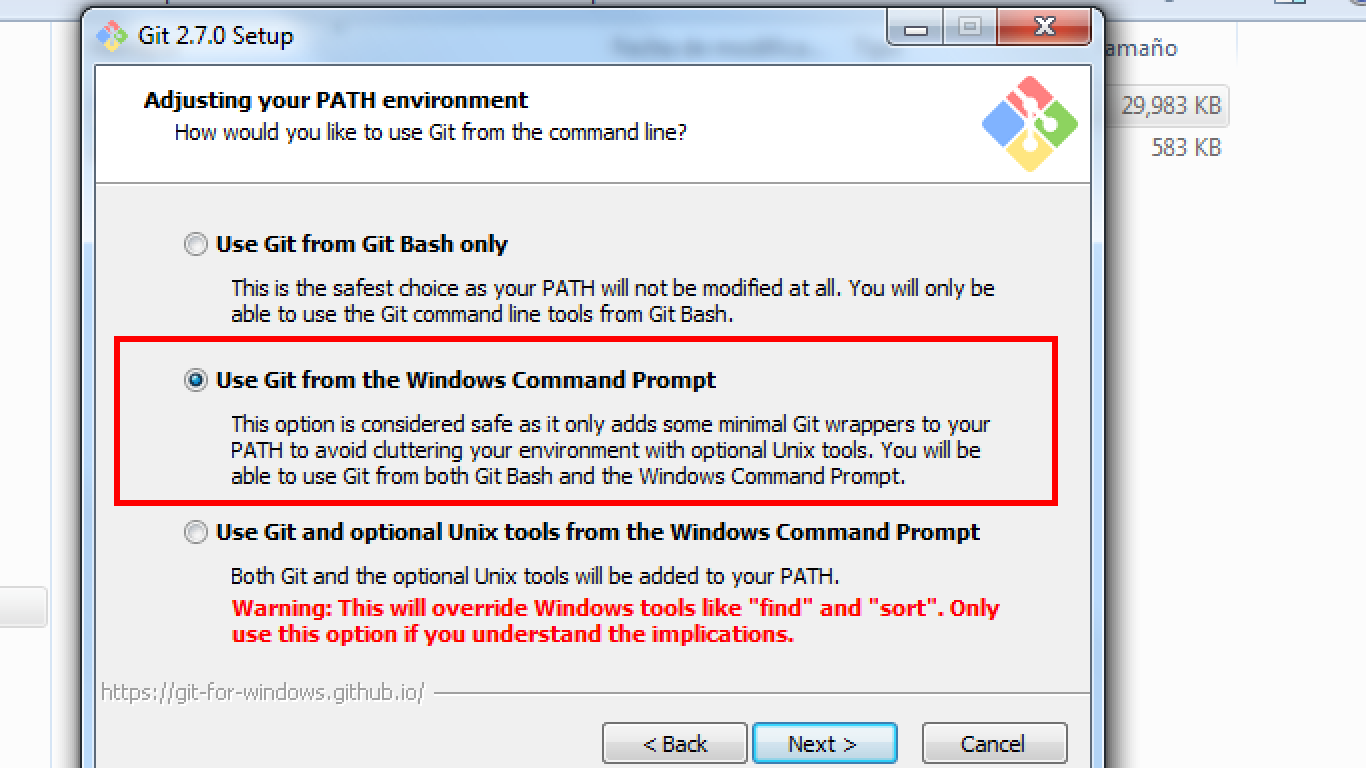 Git 2.7.0 Setup
amaño
Adjusting your PATH environment
How would you like to use Git from the command line?
29,983 KB
583 KB
Use Git from Git Bash only
This is the safest choice as your PATH will not be modified at all. You will only be
able to use the Git command line tools from Git Bash.
Use Git from the Windows Command Prompt
This option is considered safe as it only adds some minimal Git wrappers to your
PATH to avoid cluttering your environment with optional Unix tools. You will be
able to use Git from both Git Bash and the Windows Command Prompt.
Use Git and optional Unix tools from the Windows Command Prompt
Both Git and the optional Unix tools will be added to your PATH.
Warning: This will override Windows tools like "find" and "sort". Only
use this option if you understand the implications.
https://git-for-windows.github.io/
< Back Next > Cancel